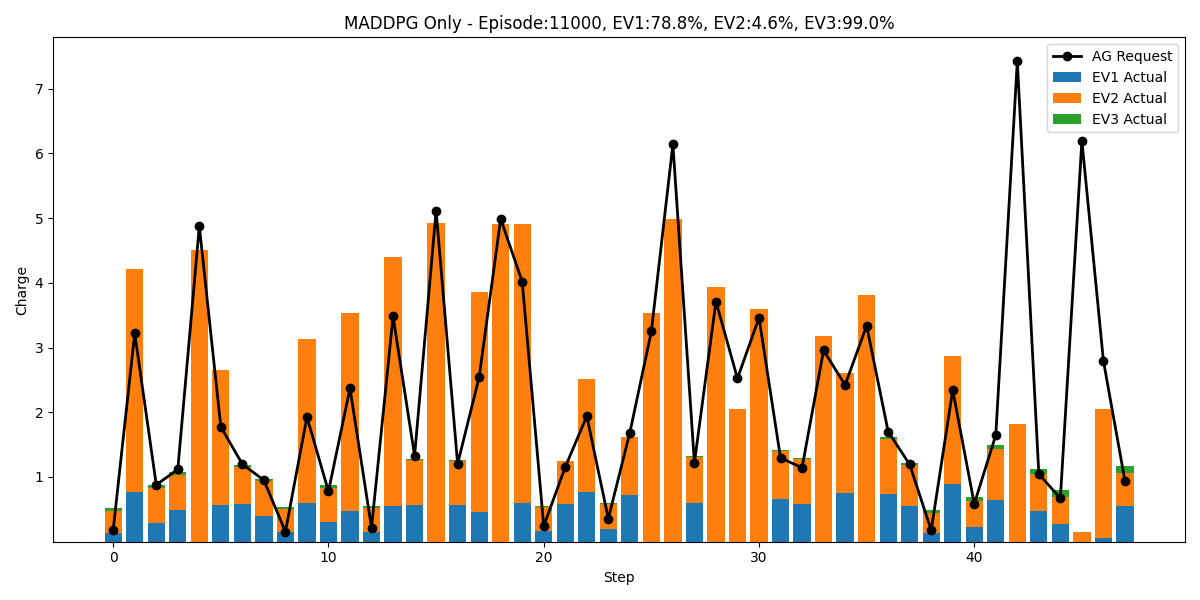 MADDPG Only - Episode:11000, EV1:78.8%, EV2:4.6%, EV3:99.0%
AG Request
EV1 Actual
EV2 Actual
EV3 Actual
Charge
7
6
5
4
3
2
1
0
10
20
30
40
Step